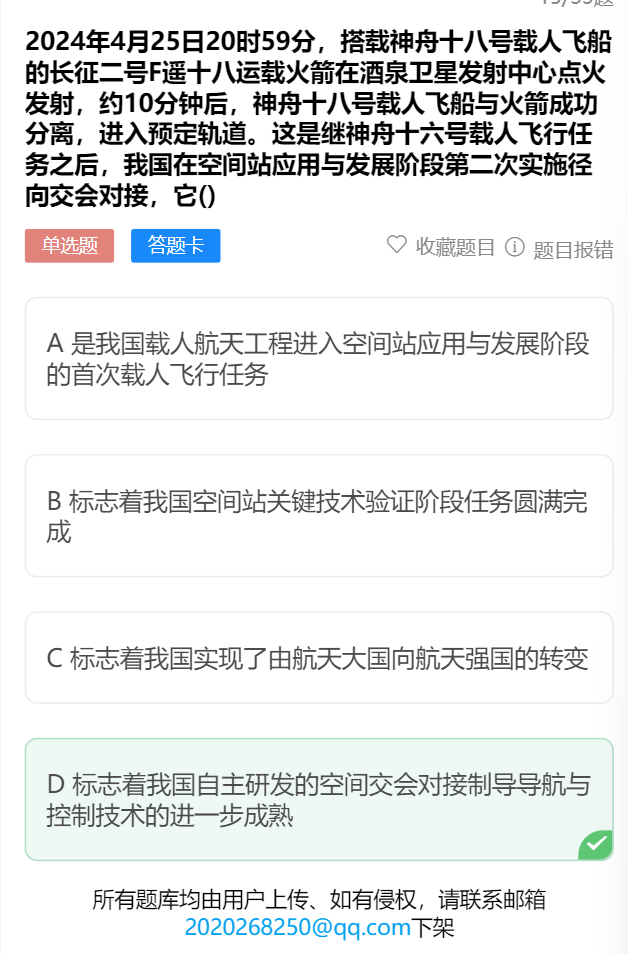 2024年4月25日20时59分，搭载神舟十八号载人飞船
的长征二号F遥十八运载火箭在酒泉卫星发射中心点火
发射，约10分钟后，神舟十八号载人飞船与火箭成功
分离，进入预定轨道。这是继神舟十六号载人飞行任
务之后，我国在空间站应用与发展阶段第二次实施径
向交会对接，它()
单选题 答题卡 收藏题目 题目报错
A 是我国载人航天工程进入空间站应用与发展阶段
的首次载人飞行任务
B 标志着我国空间站关键技术验证阶段任务圆满完
成
C 标志着我国实现了由航天大国向航天强国的转变
D 标志着我国自主研发的空间交会对接制导导航与
控制技术的进一步成熟
所有题库均由用户上传、如有侵权，请联系邮箱
2020268250@qq.com下架